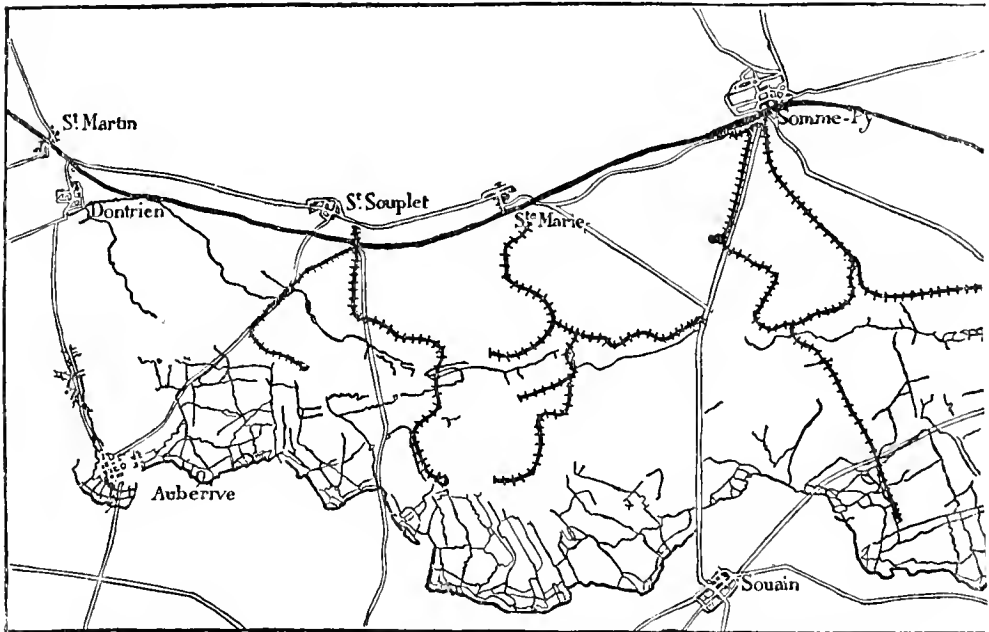 St. Martin
Somme-Py
Dontrien
St. Souplet
Ste Marie
Auberive
Souain